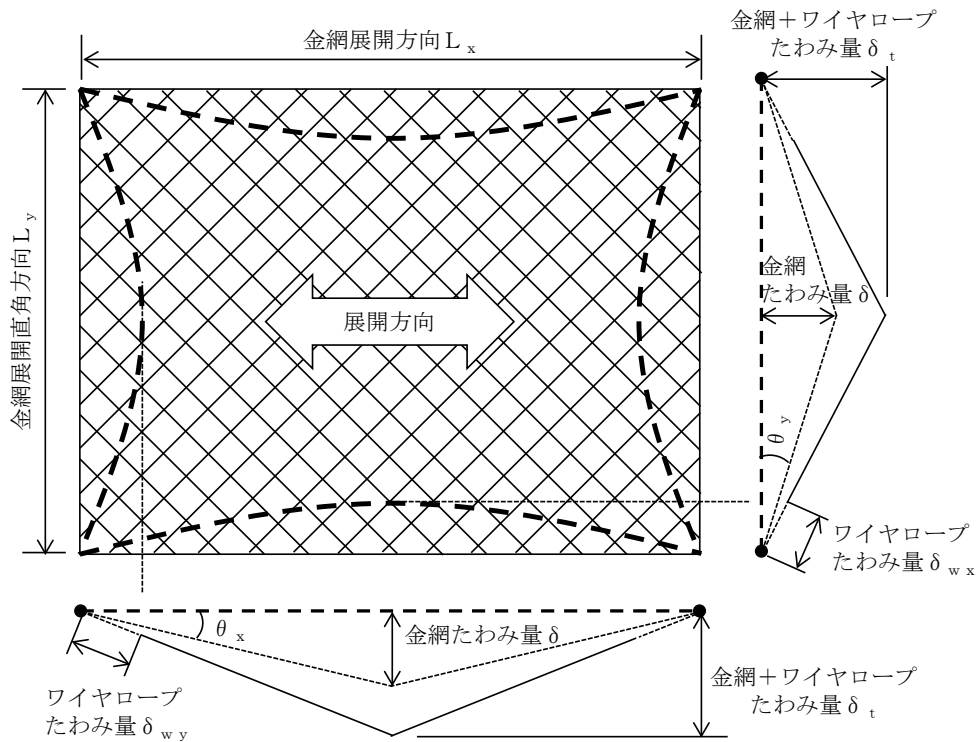 金網展開方向Ｌｘ
金網＋ワイヤロープ
たわみ量δｔ
金網展開直角方向Ｌｙ
展開方向
金網
たわみ量δ
θｙ
ワイヤロープ
たわみ量δｗｘ
θｘ
金網たわみ量δ
ワイヤロープ
たわみ量δｗｙ
金網＋ワイヤロープ
たわみ量δｔ